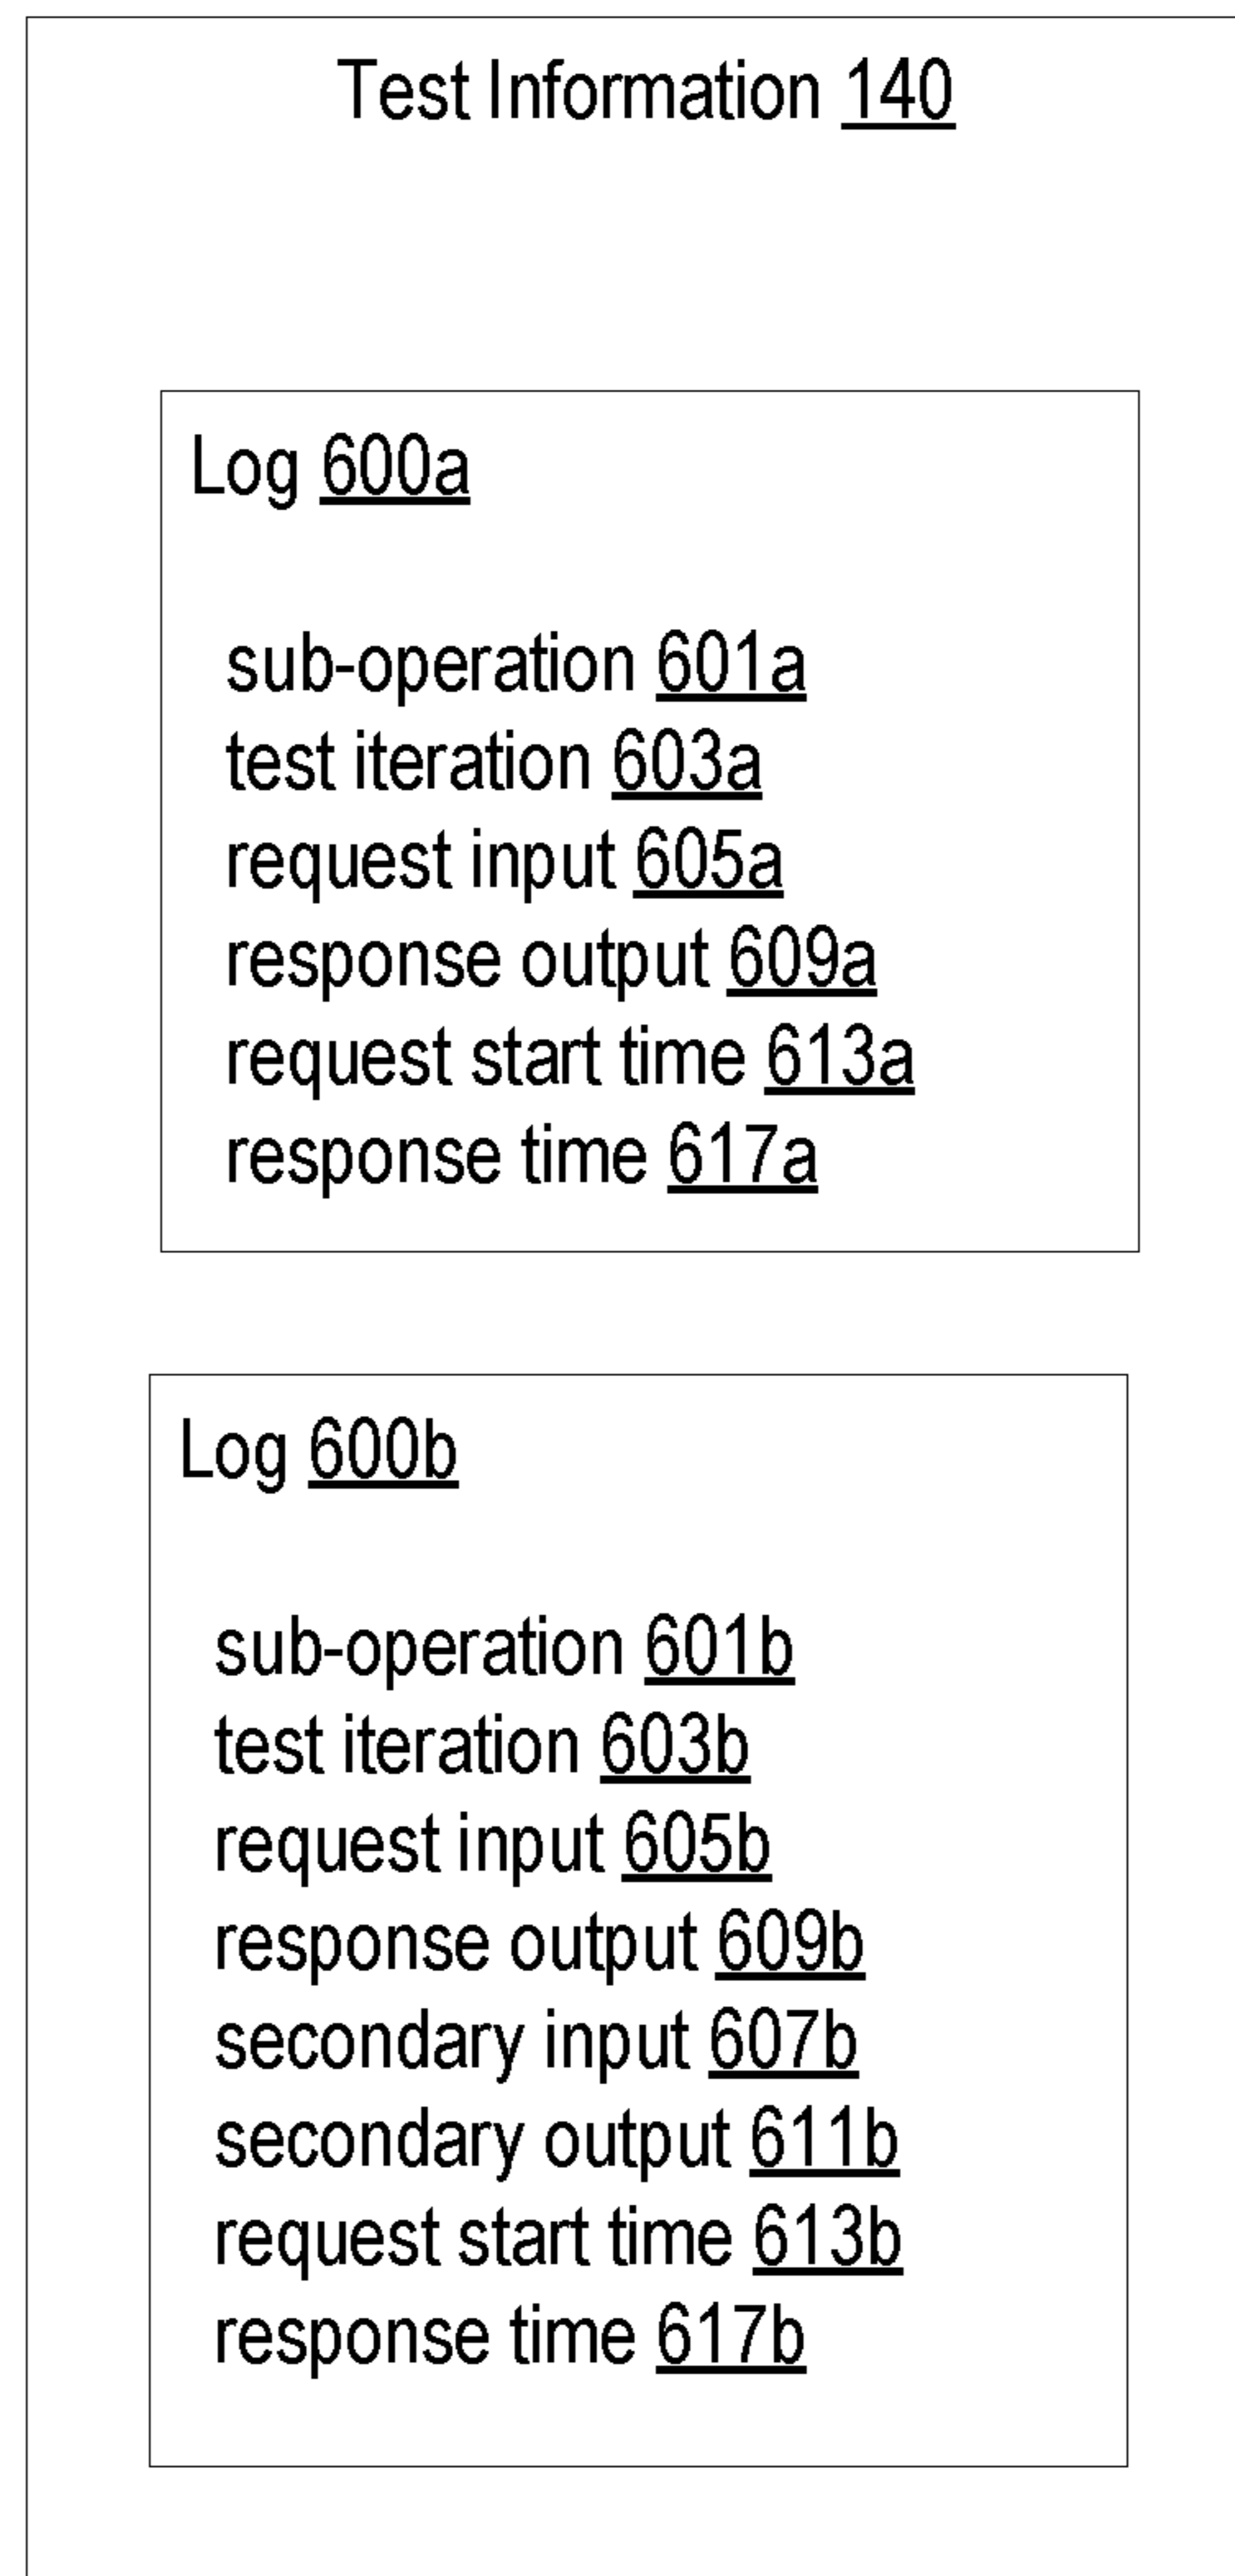 Test Information 140
Log 600a
sub-operation 601a
test iteration 603a
request input 605a
response output 609a
request start time 613a
response time 617a
Log 600b
sub-operation 601b
test iteration 603b
request input 605b
response output 609b
secondary input 607b
secondary output 611b
request start time 613b
response time 617b